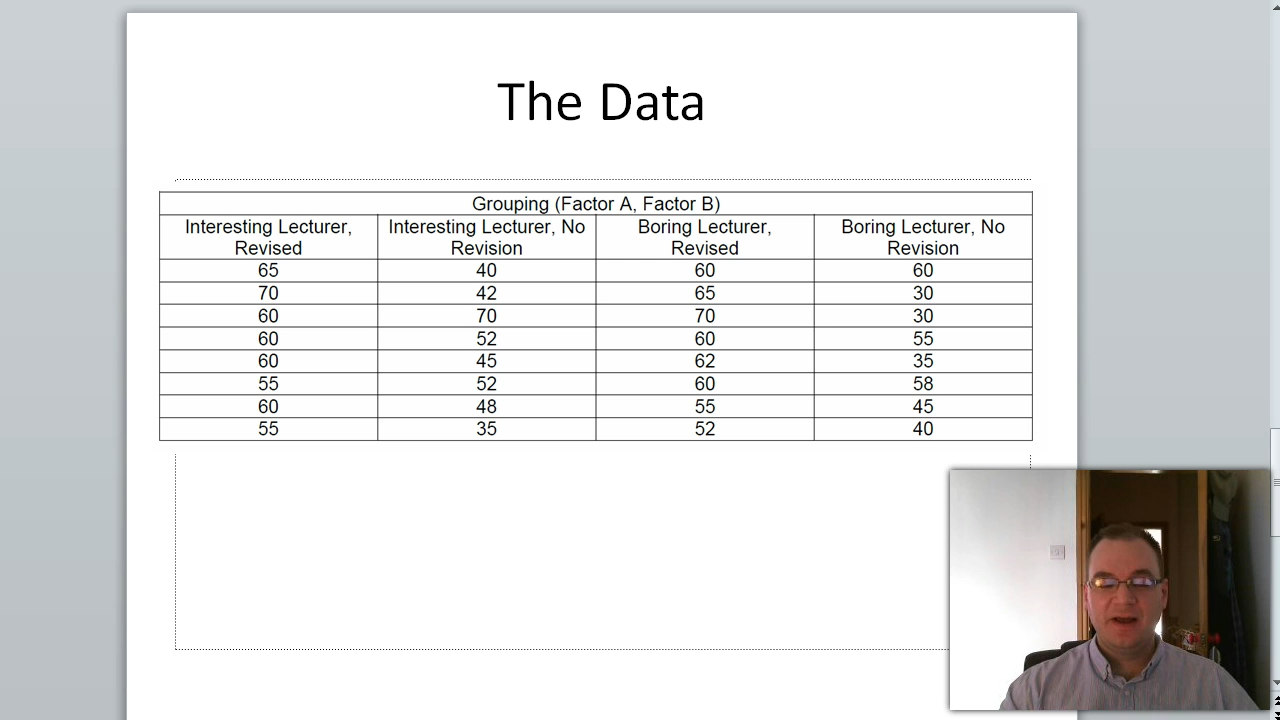 The Data
Grouping (Factor A, Factor B)
Interesting Lecturer, Revised
Interesting Lecturer, No Revision
Boring Lecturer, Revised
Boring Lecturer, No Revision
65 40 60 60
70 42 65 30
60 70 70 30
60 52 60 55
60 45 62 35
55 52 60 58
60 48 55 45
55 35 52 40